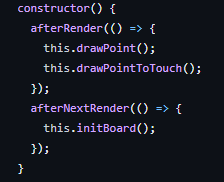 constructor() {
  afterRender(() => {
    this.drawPoint();
    this.drawPointToTouch();
  });
  afterNextRender(() => {
    this.initBoard();
  });
}